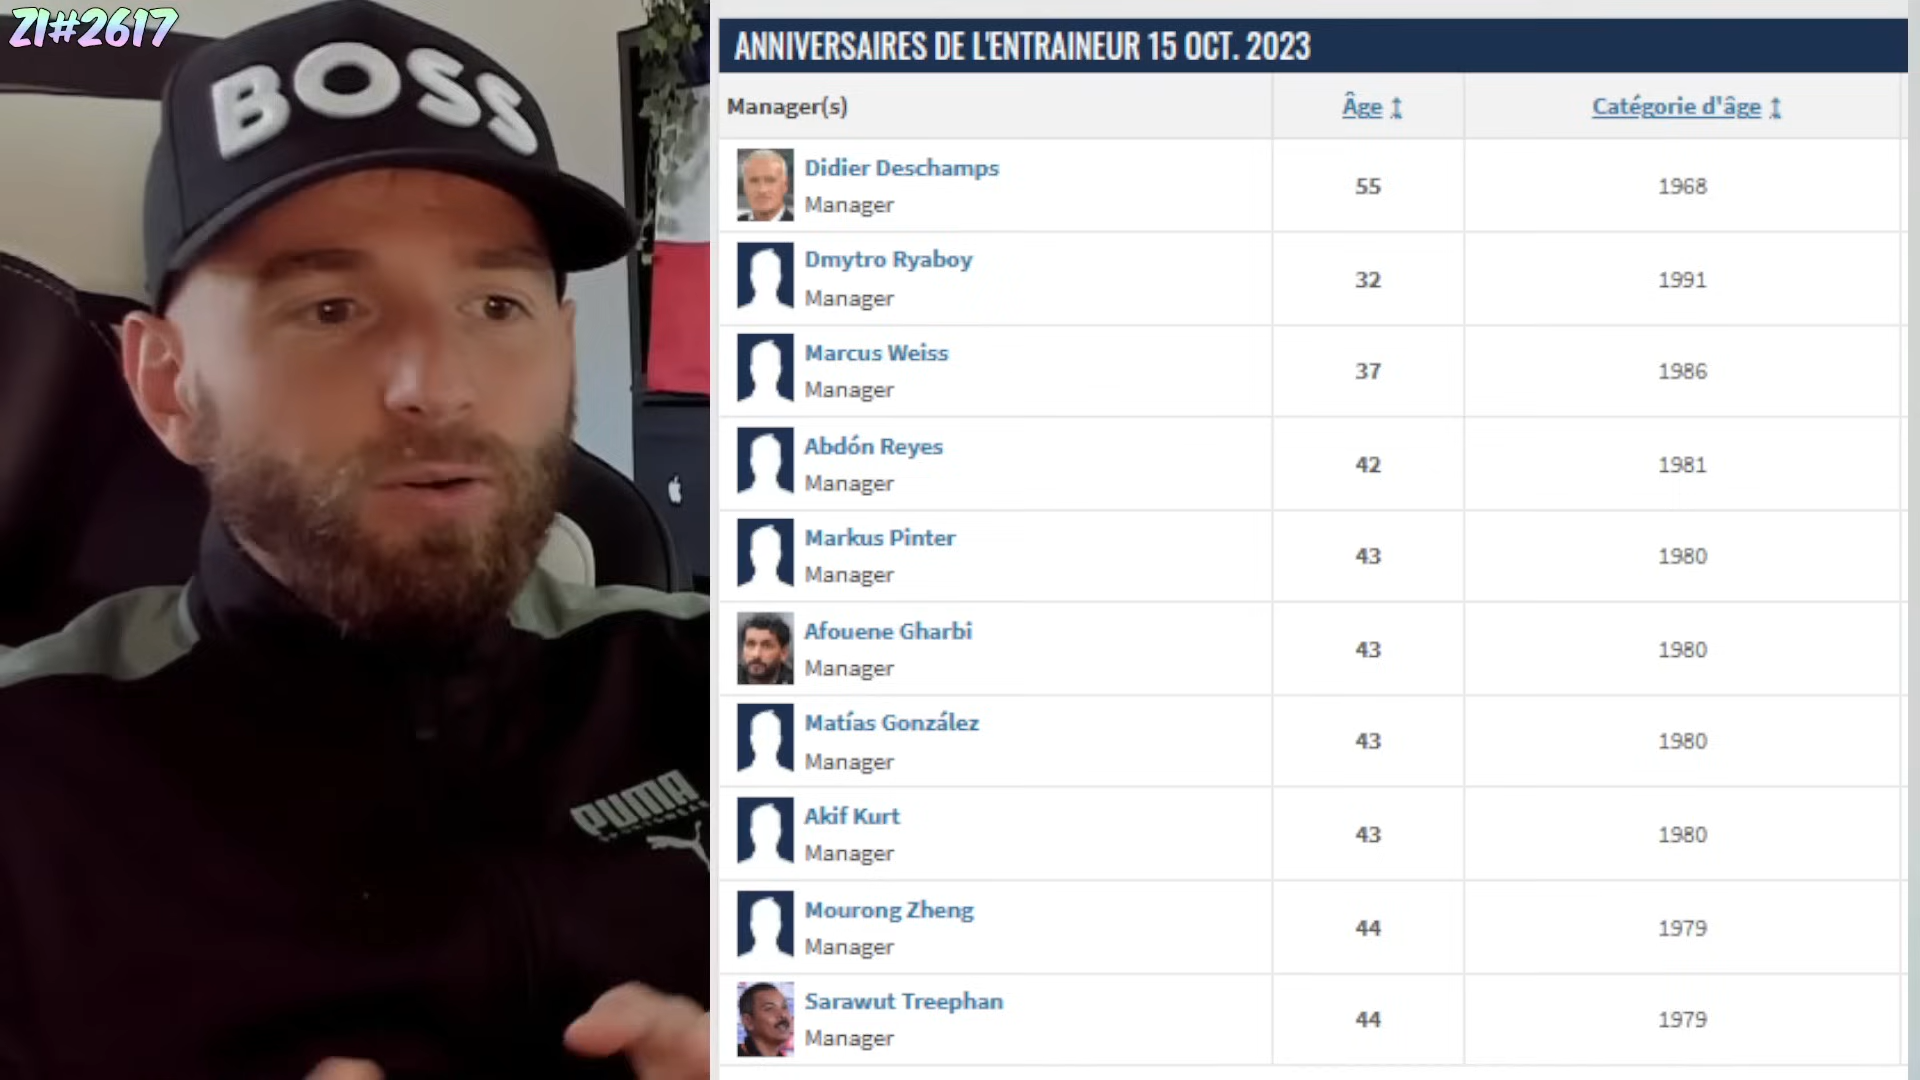 ZI#2617
BOSS
PUMA
ANNIVERSAIRES DE L'ENTRAINEUR 15 OCT. 2023
Manager(s) Âge Catégorie d'âge
Didier Deschamps
Manager
55 1968
Dmytro Ryaboy
Manager
32 1991
Marcus Weiss
Manager
37 1986
Abdón Reyes
Manager
42 1981
Markus Pinter
Manager
43 1980
Afouene Gharbi
Manager
43 1980
Matías González
Manager
43 1980
Akif Kurt
Manager
43 1980
Mourong Zheng
Manager
44 1979
Sarawut Treephan
Manager
44 1979